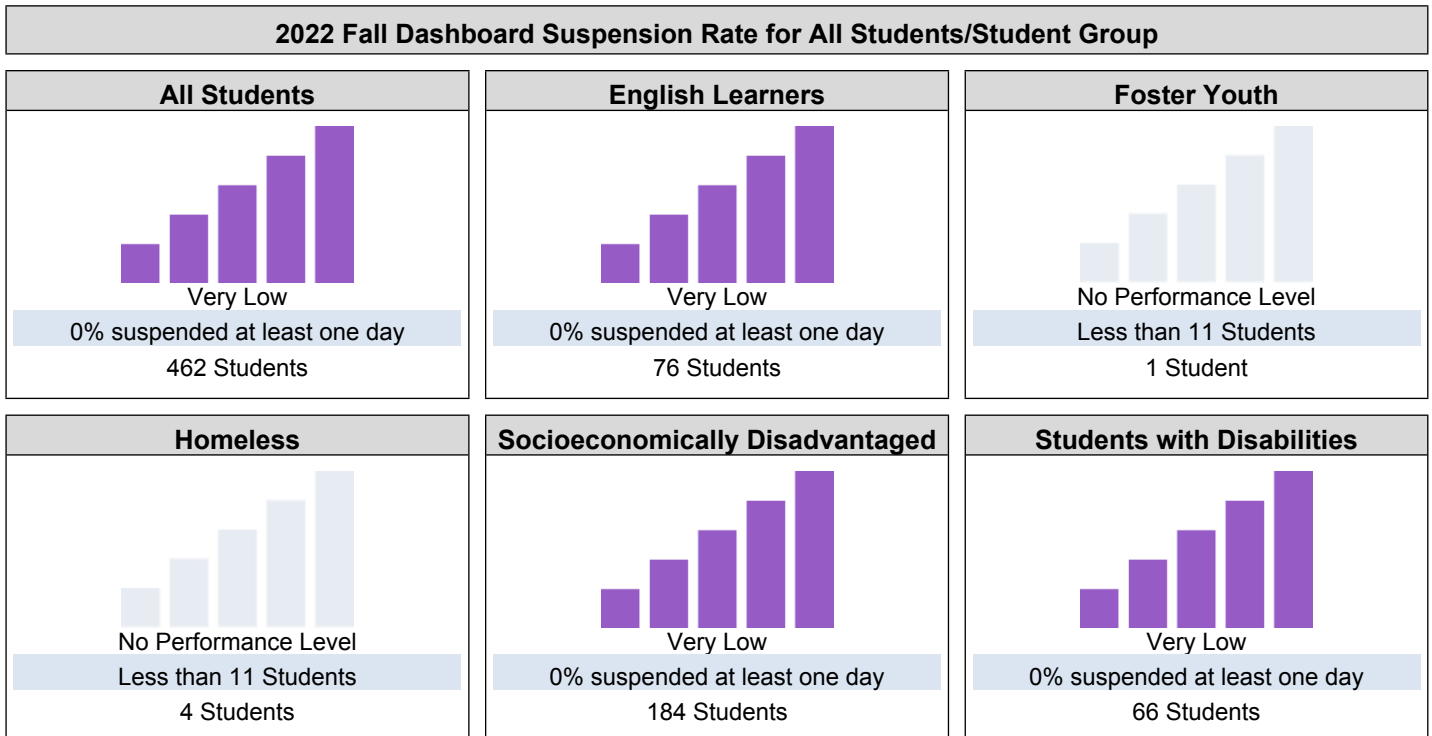 2022 Fall Dashboard Suspension Rate for All Students/Student Group
All Students
Very Low
0% suspended at least one day
462 Students
English Learners
Very Low
0% suspended at least one day
76 Students
Foster Youth
No Performance Level
Less than 11 Students
1 Student
Homeless
No Performance Level
Less than 11 Students
4 Students
Socioeconomically Disadvantaged
Very Low
0% suspended at least one day
184 Students
Students with Disabilities
Very Low
0% suspended at least one day
66 Students